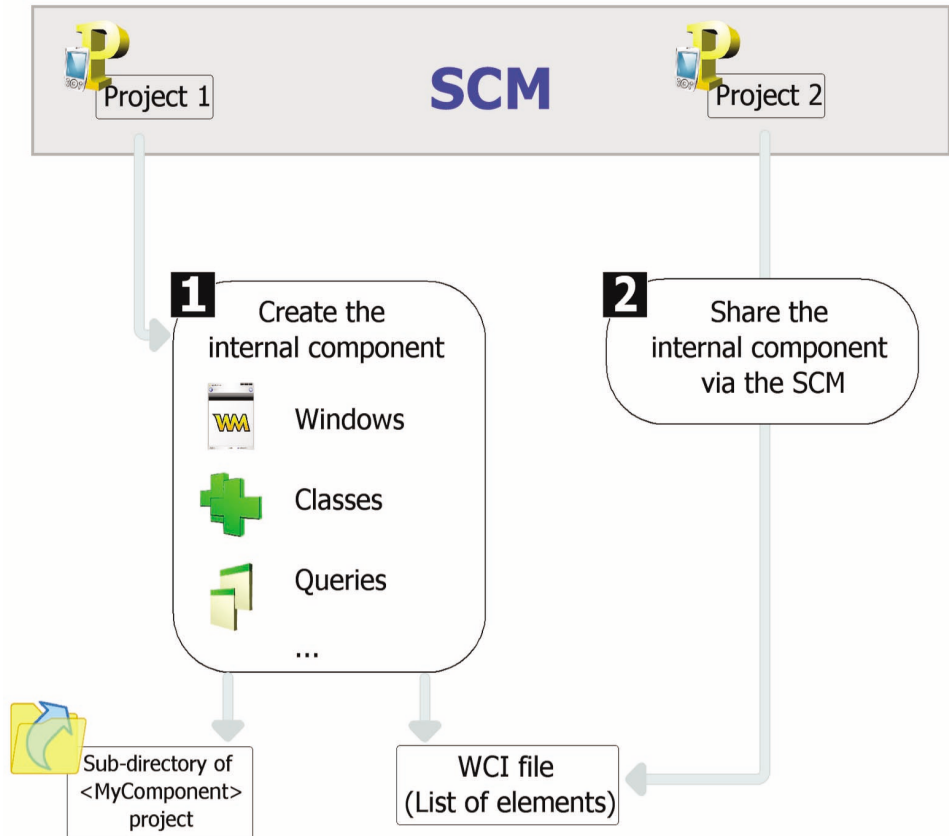 SCM
Project 1
Project 2
1
Create the
internal component
WM
Windows
Classes
Queries
...
2
Share the
internal component
via the SCM
Sub-directory of
<MyComponent>
project
WCI file
(List of elements)